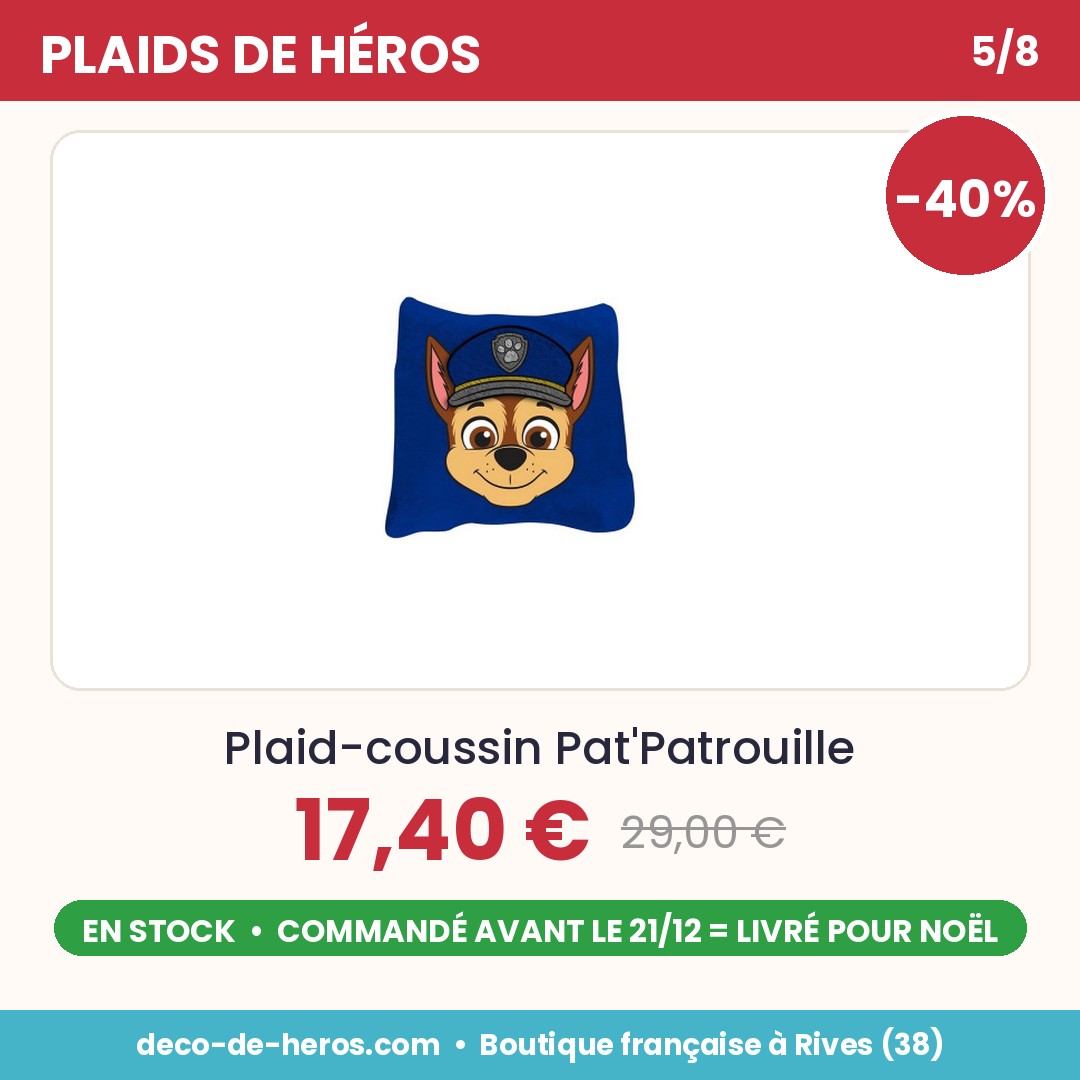 PLAIDS DE HÉROS
5/8
-40%
Plaid-coussin Pat'Patrouille
17,40 € 29,00 €
EN STOCK • COMMANDÉ AVANT LE 21/12 = LIVRÉ POUR NOËL
deco-de-heros.com • Boutique française à Rives (38)